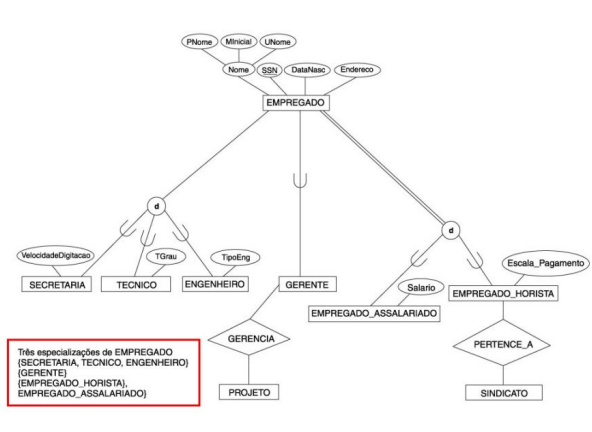 PNome
MInicial
UNome
Nome
SSN
DataNasc
Endereco
EMPREGADO
d
d
VelocidadeDigitacao
TGrau
TipoEng
SECRETARIA
TECNICO
ENGENHEIRO
GERENTE
Salario
Escala_Pagamento
EMPREGADO_ASSALARIADO
EMPREGADO_HORISTA
GERENCIA
PERTENCE_A
PROJETO
SINDICATO
Três especializações de EMPREGADO
{SECRETARIA, TECNICO, ENGENHEIRO}
{GERENTE}
{EMPREGADO_HORISTA},
EMPREGADO_ASSALARIADO}